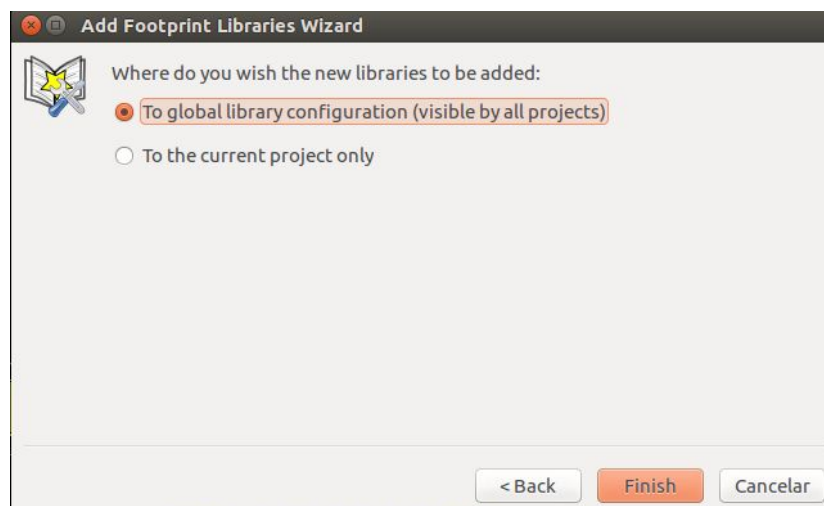 Add Footprint Libraries Wizard
Where do you wish the new libraries to be added:
To global library configuration (visible by all projects)
To the current project only
< Back Finish Cancelar